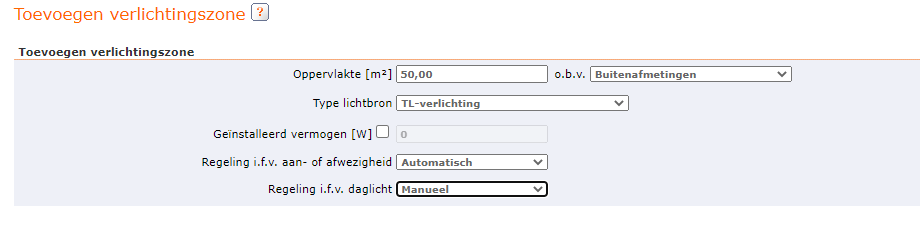 Toevoegen verlichtingszone ?
Toevoegen verlichtingszone
Oppervlakte [m²] 50,00 o.b.v. Buitenafmetingen
Type lichtbron TL-verlichting
Geïnstalleerd vermogen [W] 0
Regeling i.f.v. aan- of afwezigheid Automatisch
Regeling i.f.v. daglicht Manueel